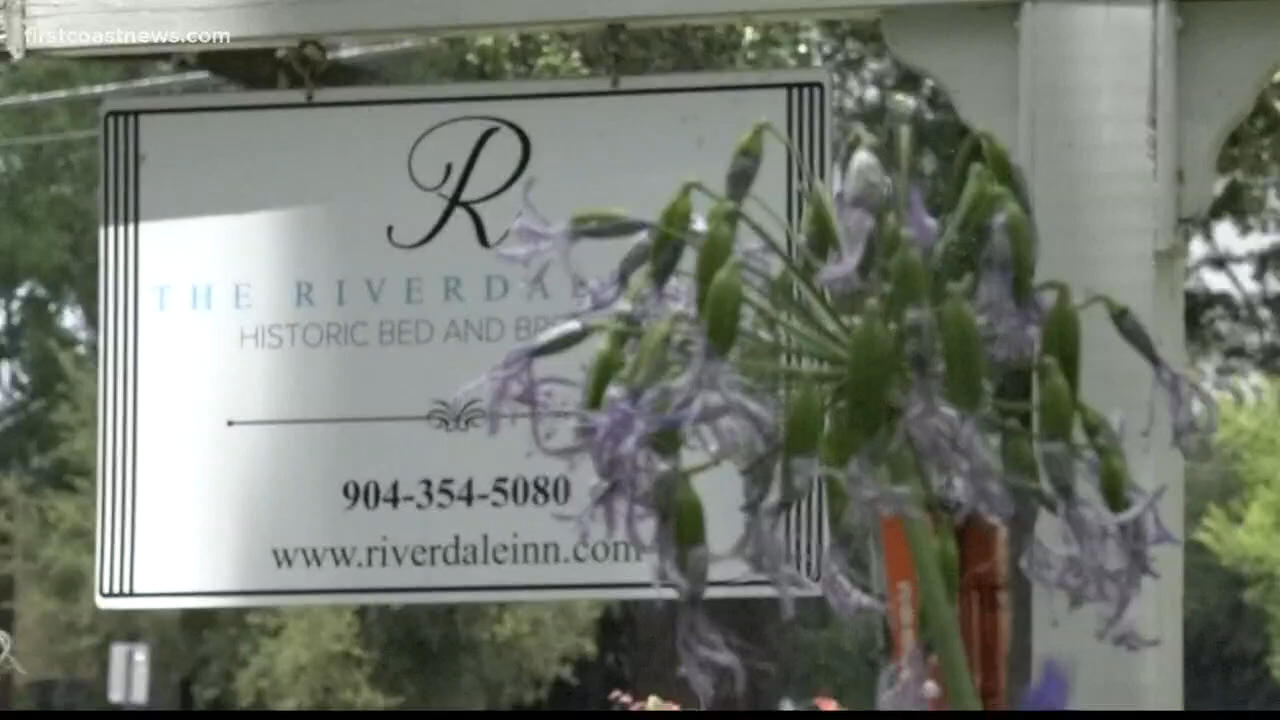 firstcoastnews.com
R
THE RIVERDA
HISTORIC BED AND BRE
904-354-5080
www.riverdaleinn.com